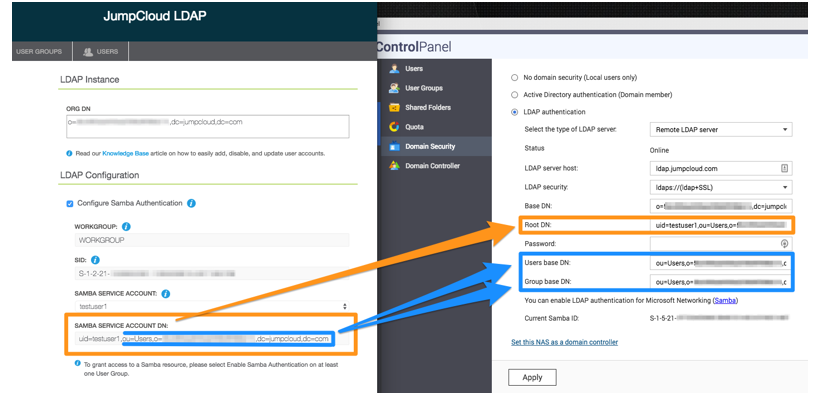 JumpCloud LDAP
USER GROUPS
USERS
LDAP Instance
ORG DN
o= ,dc=jumpcloud,dc=com
Read our Knowledge Base article on how to easily add, disable, and update user accounts.
LDAP Configuration
Configure Samba Authentication
WORKGROUP:
WORKGROUP
SID:
S-1-2-21-
SAMBA SERVICE ACCOUNT:
testuser1
SAMBA SERVICE ACCOUNT DN:
uid=testuser1,ou=Users,o= ,dc=jumpcloud,dc=com
To grant access to a Samba resource, please select Enable Samba Authentication on at least
one User Group.
ControlPanel
Users
User Groups
Shared Folders
Quota
Domain Security
Domain Controller
No domain security (Local users only)
Active Directory authentication (Domain member)
LDAP authentication
Select the type of LDAP server: Remote LDAP server
Status Online
LDAP server host: ldap.jumpcloud.com
LDAP security: ldaps://(ldap+SSL)
Base DN: o= ,dc=jumpcl
Root DN: uid=testuser1,ou=Users,o=
Password:
Users base DN: ou=Users,o= ,c
Group base DN: ou=Users,o= ,c
You can enable LDAP authentication for Microsoft Networking (Samba)
Current Samba ID: S-1-5-21-
Set this NAS as a domain controller
Apply